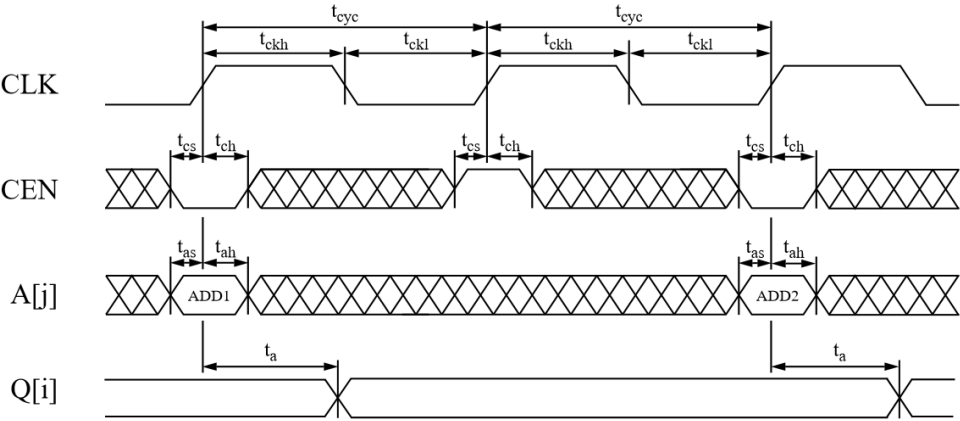 t_cyc t_cyc
t_ckh t_ckl t_ckh t_ckl
CLK
t_cs t_ch t_cs t_ch t_cs t_ch
CEN
t_as t_ah t_as t_ah
A[j] ADD1 ADD2
t_a t_a
Q[i]